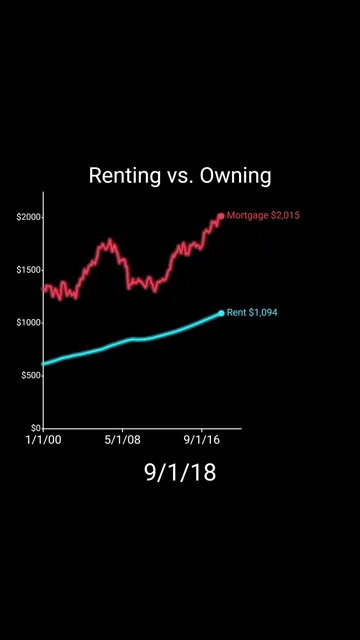 Renting vs. Owning
$2000
Mortgage $2,015
$1500
$1000
Rent $1,094
$500
$0
1/1/00 5/1/08 9/1/16
9/1/18